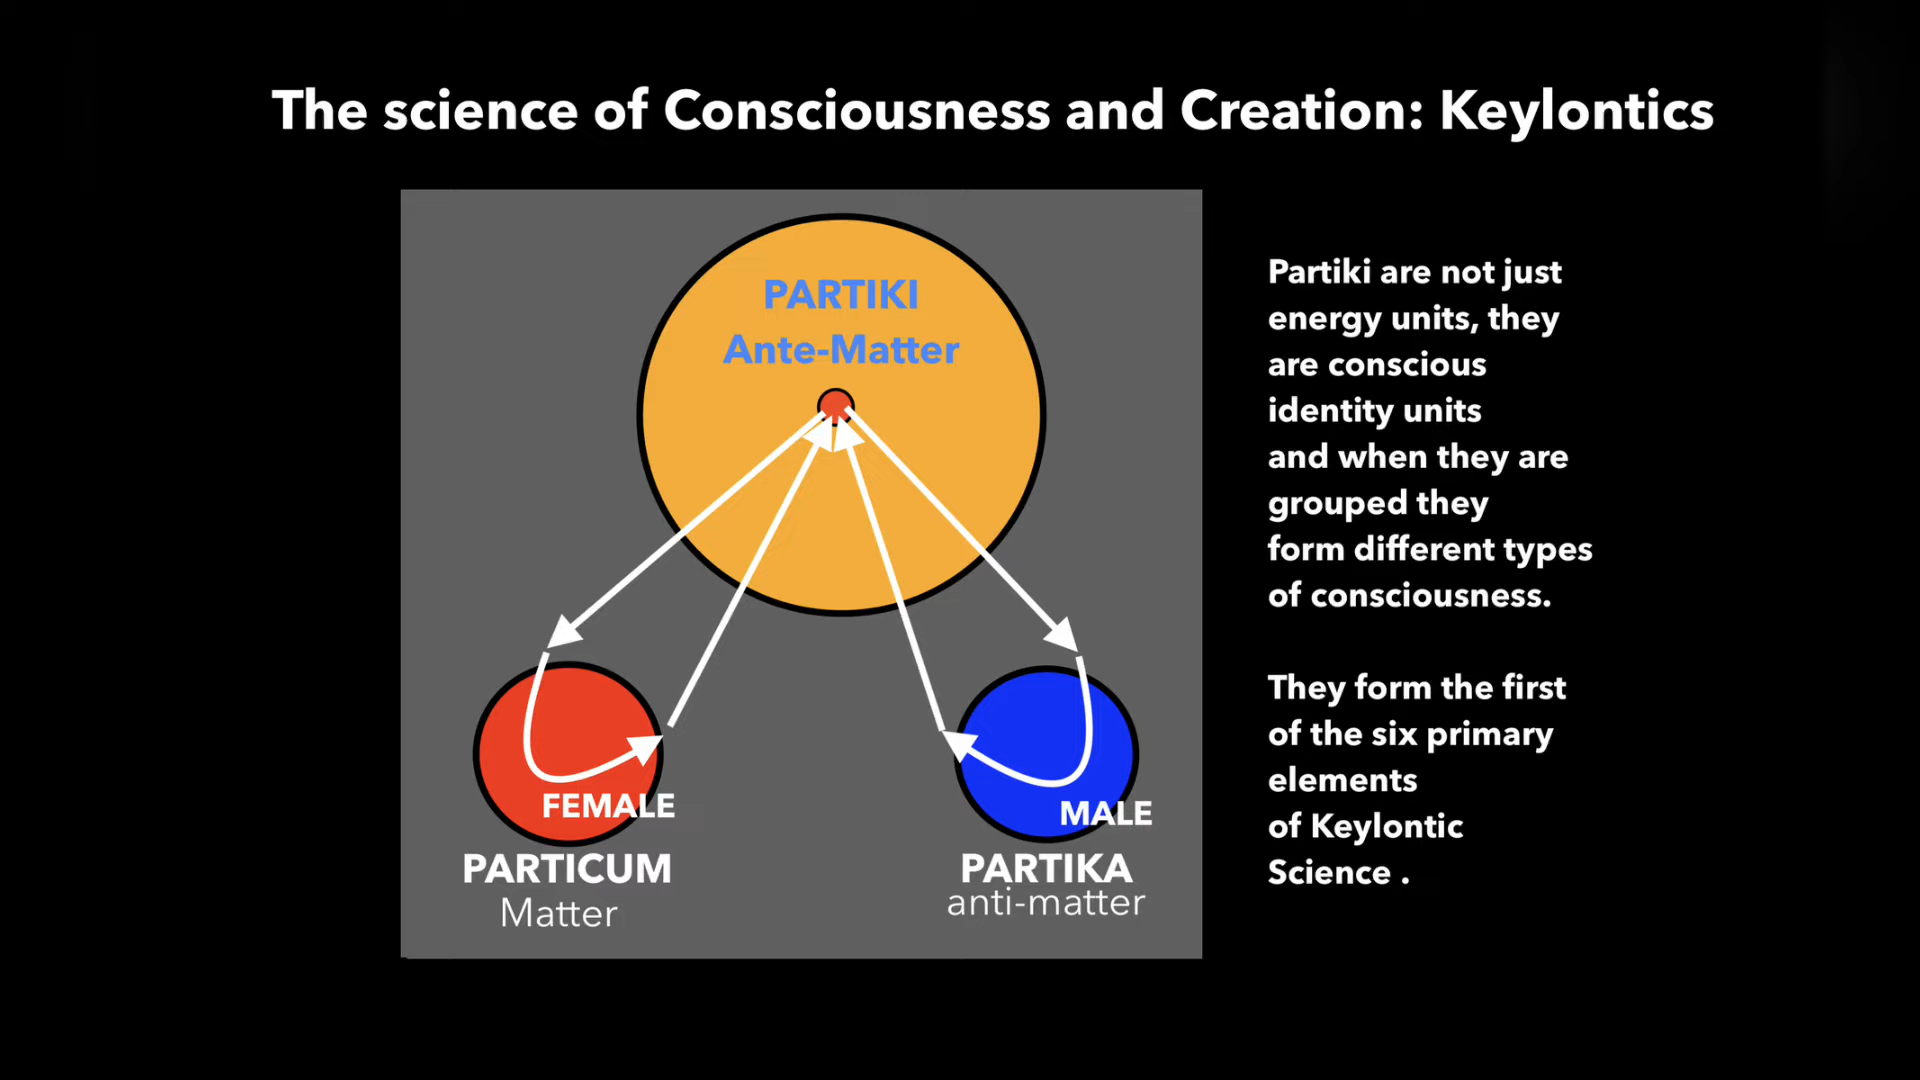 The science of Consciousness and Creation: Keylontics
PARTIKI
Ante-Matter
FEMALE
PARTICUM
Matter
MALE
PARTIKA
anti-matter
Partiki are not just
energy units, they
are conscious
identity units
and when they are
grouped they
form different types
of consciousness.
They form the first
of the six primary
elements
of Keylontic
Science .